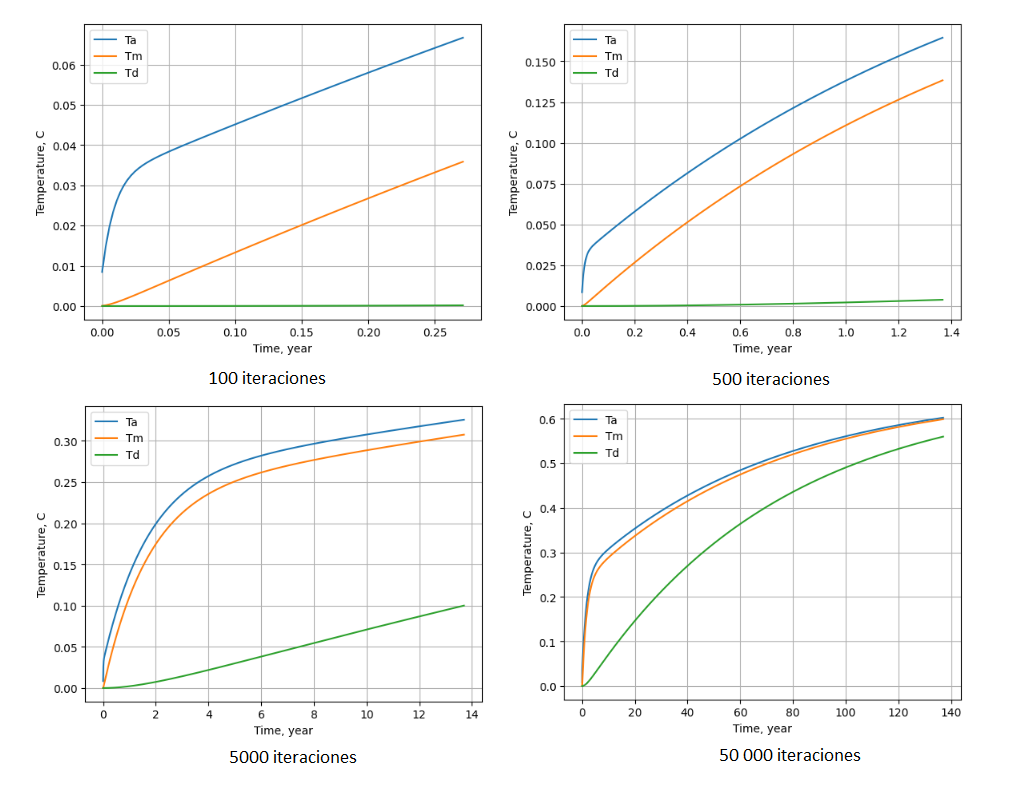 Ta
Tm
Td
Temperature, C
0.06
0.05
0.04
0.03
0.02
0.01
0.00
0.00 0.05 0.10 0.15 0.20 0.25
Time, year
100 iteraciones
Ta
Tm
Td
Temperature, C
0.150
0.125
0.100
0.075
0.050
0.025
0.000
0.0 0.2 0.4 0.6 0.8 1.0 1.2 1.4
Time, year
500 iteraciones
Ta
Tm
Td
Temperature, C
0.30
0.25
0.20
0.15
0.10
0.05
0.00
0 2 4 6 8 10 12 14
Time, year
5000 iteraciones
Ta
Tm
Td
Temperature, C
0.6
0.5
0.4
0.3
0.2
0.1
0.0
0 20 40 60 80 100 120 140
Time, year
50 000 iteraciones